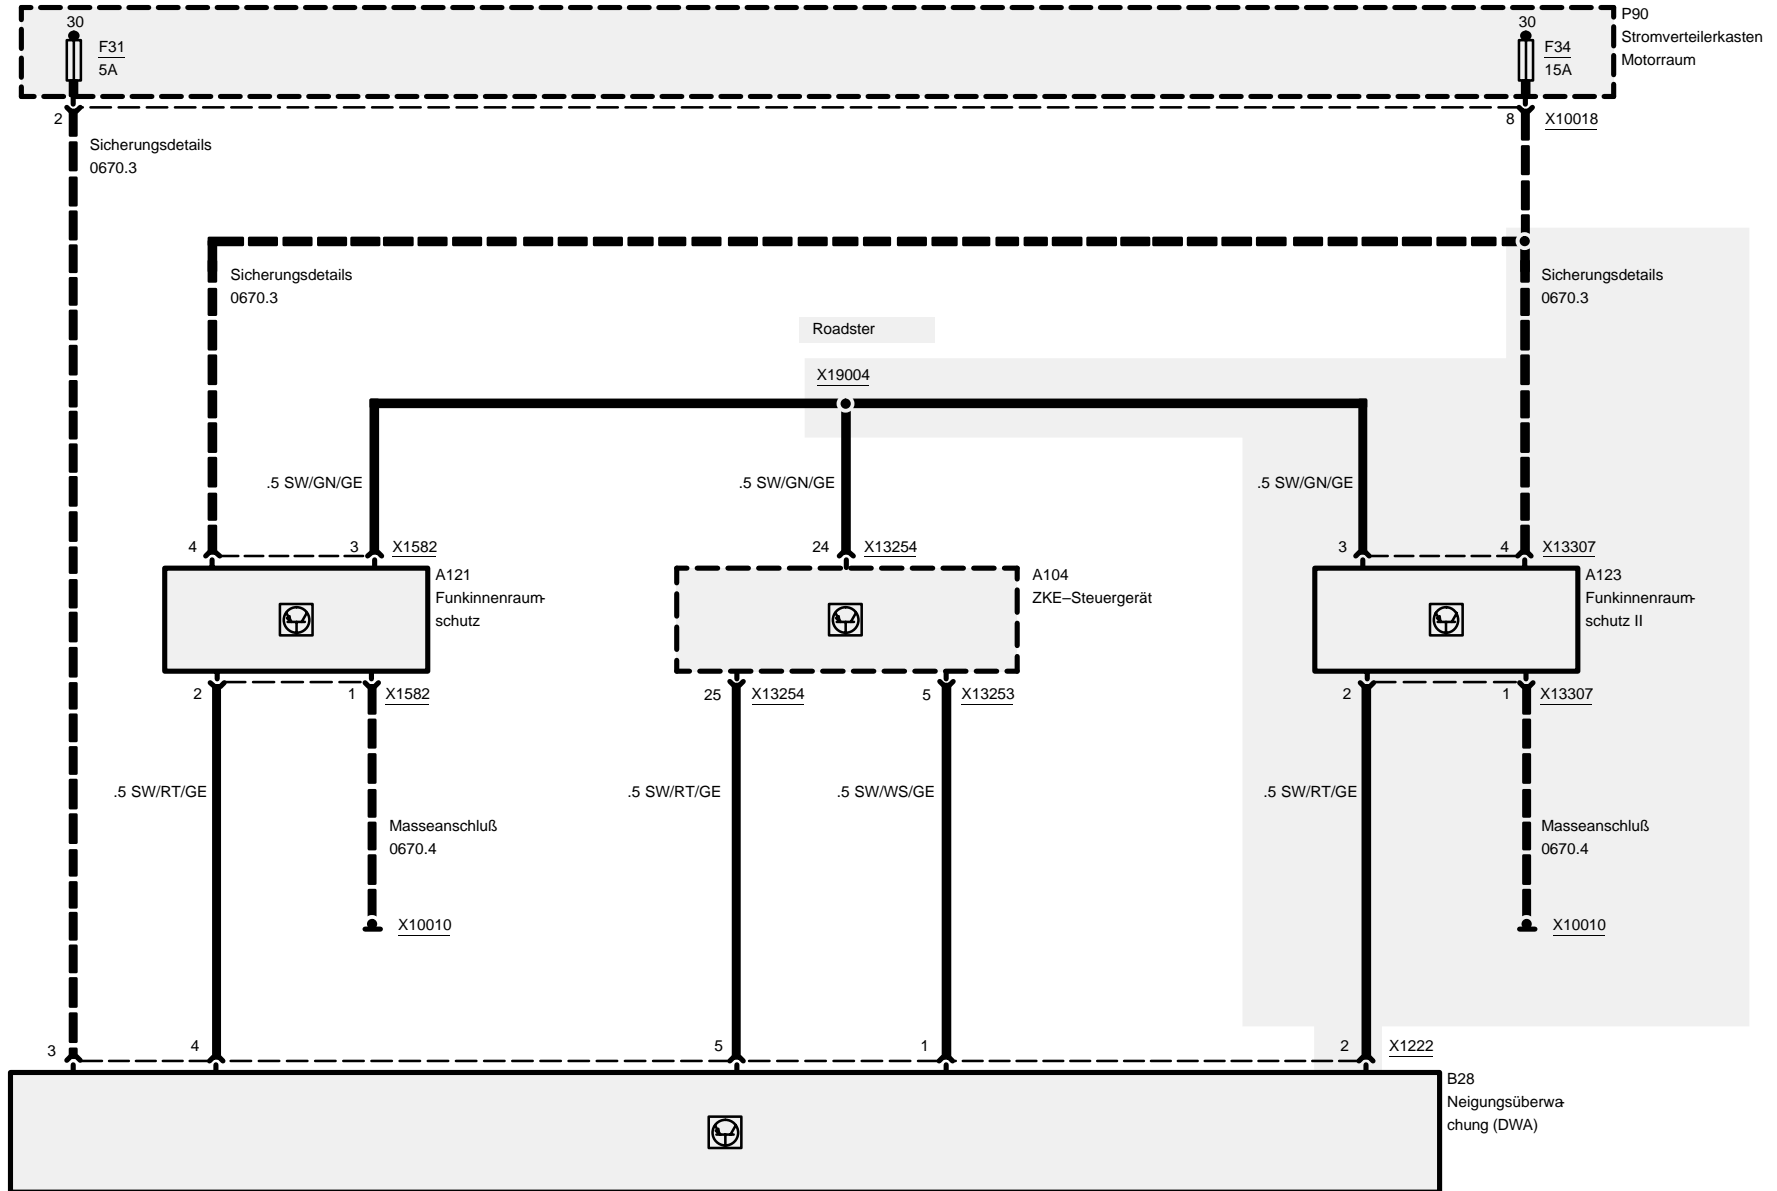 30
F31
5A
30
F34
15A
P90
Stromverteilerkasten
Motorraum
2
8
X10018
Sicherungsdetails
0670.3
Sicherungsdetails
0670.3
Sicherungsdetails
0670.3
Roadster
X19004
.5 SW/GN/GE
.5 SW/GN/GE
.5 SW/GN/GE
4
3
X1582
24
X13254
3
4
X13307
A121
Funkinnenraum-
schutz
A104
ZKE–Steuergerät
A123
Funkinnenraum-
schutz II
2
1
X1582
25
X13254
5
X13253
2
1
X13307
.5 SW/RT/GE
.5 SW/RT/GE
.5 SW/WS/GE
.5 SW/RT/GE
Masseanschluß
0670.4
Masseanschluß
0670.4
X10010
X10010
3
4
5
1
2
X1222
B28
Neigungsüberwa-
chung (DWA)